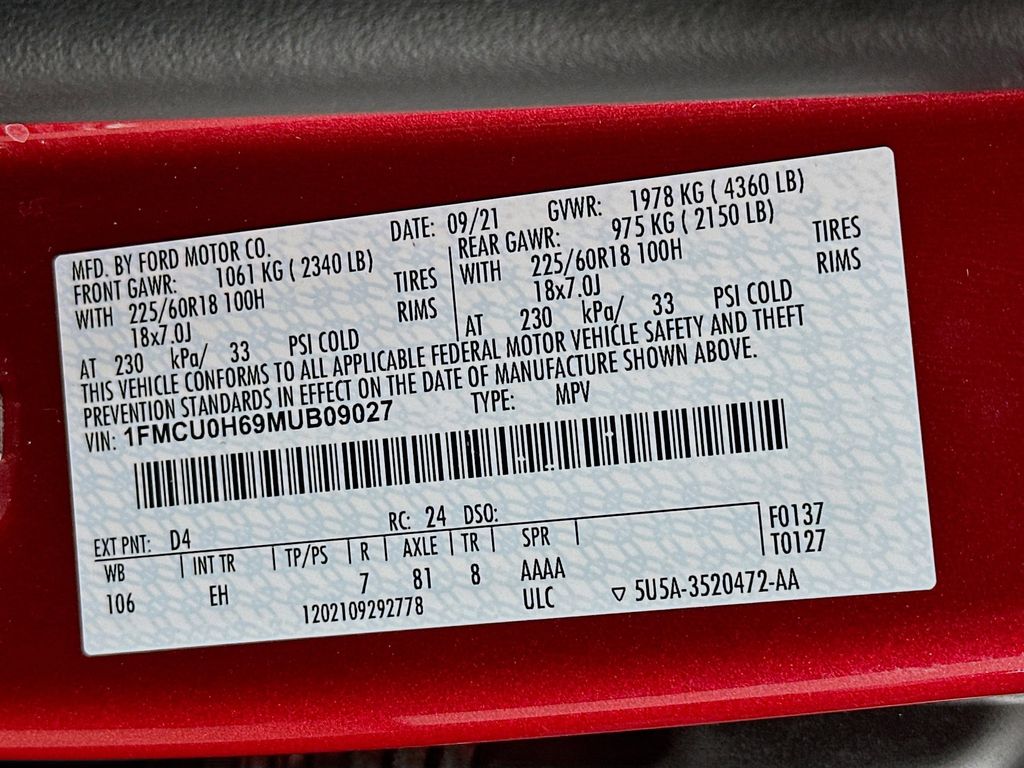 MFD. BY FORD MOTOR CO. DATE: 09/21 GVWR: 1978 KG ( 4360 LB)
FRONT GAWR: 1061 KG ( 2340 LB)
WITH 225/60R18 100H TIRES
18x7.0J RIMS
AT 230 kPa/ 33 PSI COLD
REAR GAWR: 975 KG ( 2150 LB)
WITH 225/60R18 100H TIRES
18x7.0J RIMS
AT 230 kPa/ 33 PSI COLD
THIS VEHICLE CONFORMS TO ALL APPLICABLE FEDERAL MOTOR VEHICLE SAFETY AND THEFT
PREVENTION STANDARDS IN EFFECT ON THE DATE OF MANUFACTURE SHOWN ABOVE.
VIN: 1FMCU0H69MUB09027 TYPE: MPV
EXT PNT: D4 RC: 24 DSO: F0137
WB INT TR TP/PS R AXLE TR SPR T0127
106 EH 7 81 8 AAAA
1202109292778 ULC ▽ 5U5A-3520472-AA